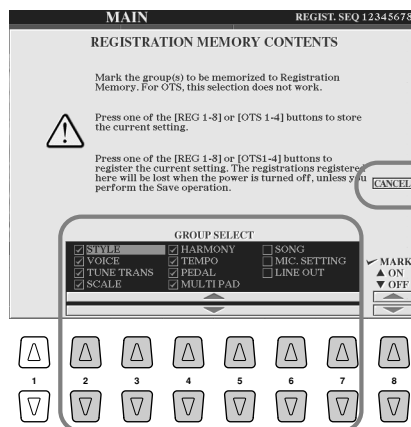 MAIN REGIST. SEQ 12345678
REGISTRATION MEMORY CONTENTS
Mark the group(s) to be memorized to Registration
Memory. For OTS, this selection does not work.
Press one of the [REG 1-8] or [OTS 1-4] buttons to store
the current setting.
Press one of the [REG 1-8] or [OTS1-4] buttons to
register the current setting. The registrations registered
here will be lost when the power is turned off, unless you
perform the Save operation.
CANCEL
GROUP SELECT
STYLE HARMONY SONG
VOICE TEMPO MIC. SETTING
TUNE TRANS PEDAL LINE OUT
SCALE MULTI PAD
MARK
▲ ON
▼ OFF
1 2 3 4 5 6 7 8